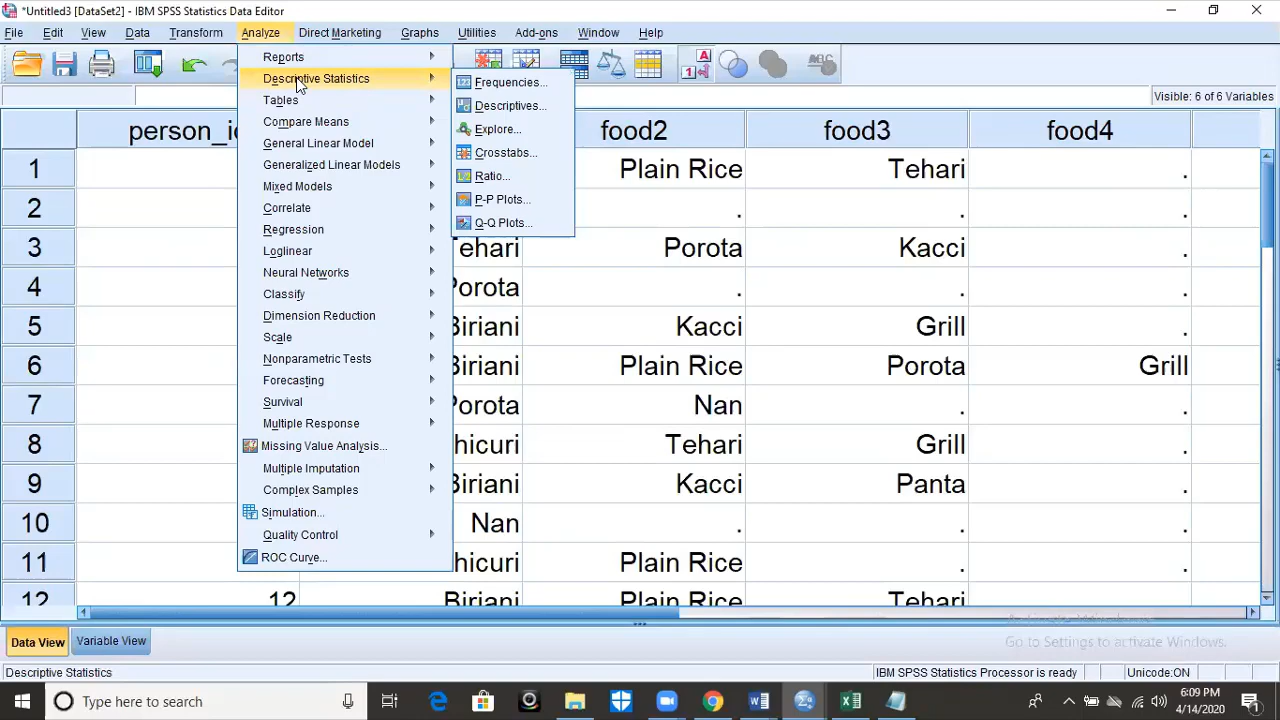 *Untitled3 [DataSet2] - IBM SPSS Statistics Data Editor
File Edit View Data Transform Analyze Direct Marketing Graphs Utilities Add-ons Window Help
Visible: 6 of 6 Variables
Reports
Descriptive Statistics
Tables
Compare Means
General Linear Model
Generalized Linear Models
Mixed Models
Correlate
Regression
Loglinear
Neural Networks
Classify
Dimension Reduction
Scale
Nonparametric Tests
Forecasting
Survival
Multiple Response
Missing Value Analysis...
Multiple Imputation
Complex Samples
Simulation...
Quality Control
ROC Curve...
Frequencies...
Descriptives...
Explore...
Crosstabs...
Ratio...
P-P Plots...
Q-Q Plots...
person_i food2 food3 food4
1 Plain Rice Tehari .
2 . . .
3 ehari Porota Kacci .
4 Porota . . .
5 Biriani Kacci Grill .
6 Biriani Plain Rice Porota Grill
7 Porota Nan . .
8 hicuri Tehari Grill .
9 Biriani Kacci Panta .
10 Nan . . .
11 hicuri Plain Rice . .
12 12 Biriani Plain Rice Tehari
Go to Settings to activate Windows.
Data View Variable View
Descriptive Statistics IBM SPSS Statistics Processor is ready Unicode:ON
Type here to search
6:09 PM
4/14/2020